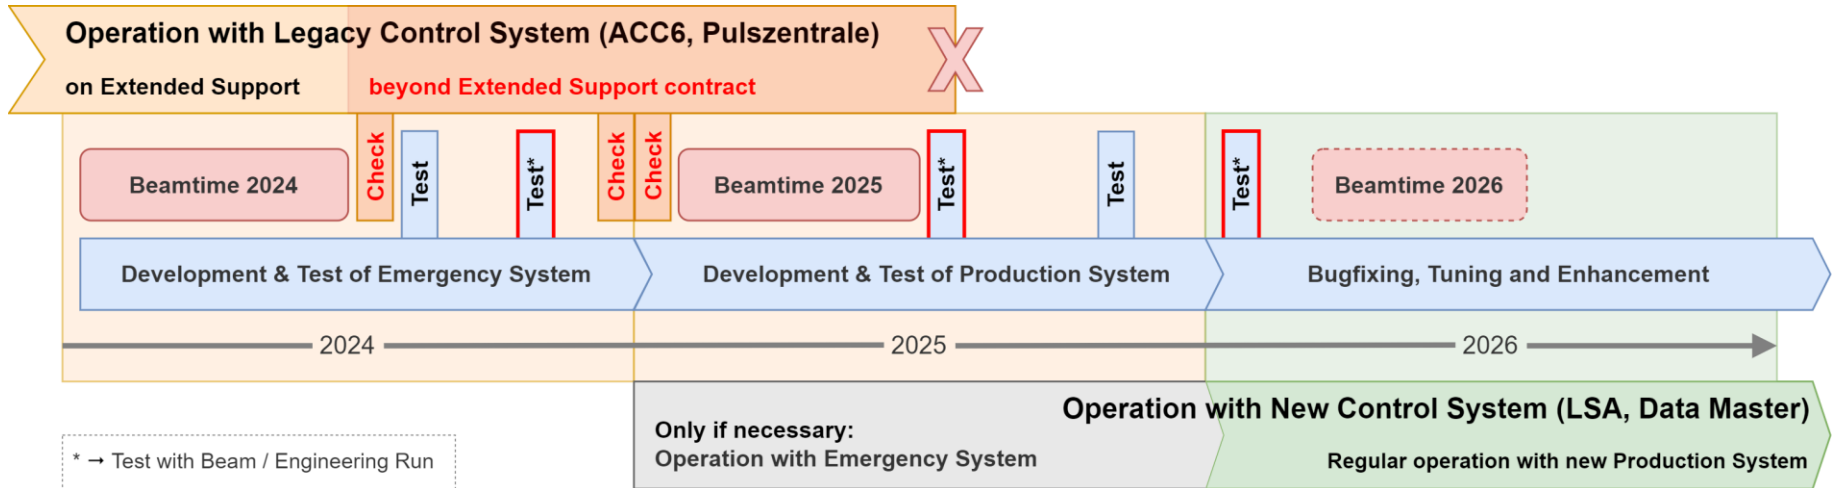 Operation with Legacy Control System (ACC6, Pulszentrale)
on Extended Support
beyond Extended Support contract
X
Beamtime 2024
Check
Test
Test*
Check
Check
Beamtime 2025
Test*
Test
Test*
Beamtime 2026
Development & Test of Emergency System
Development & Test of Production System
Bugfixing, Tuning and Enhancement
2024
2025
2026
Operation with New Control System (LSA, Data Master)
Only if necessary:
Operation with Emergency System
Regular operation with new Production System
* → Test with Beam / Engineering Run